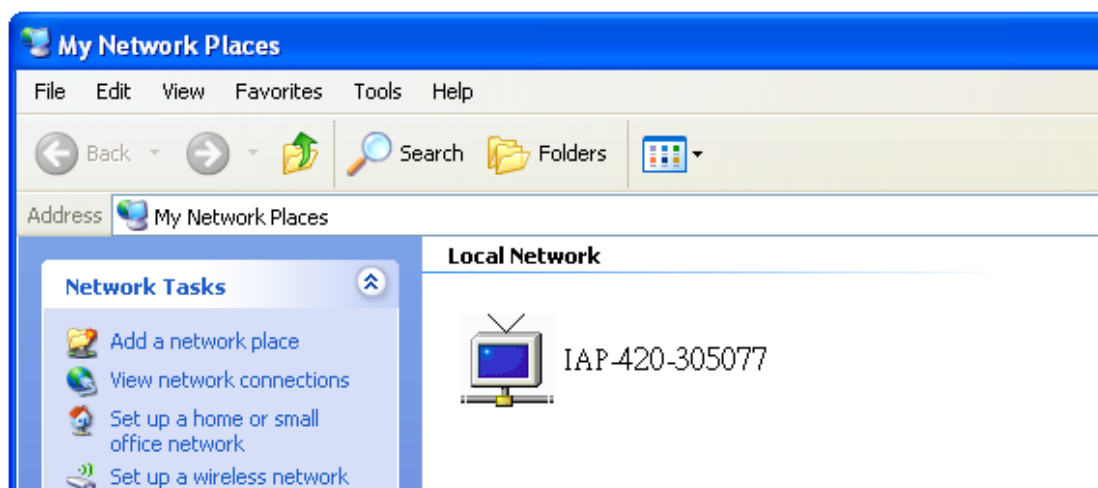 My Network Places
File Edit View Favorites Tools Help
Back Search Folders
Address My Network Places
Local Network
Network Tasks
IAP-420-305077
Add a network place
View network connections
Set up a home or small
office network
Set up a wireless network